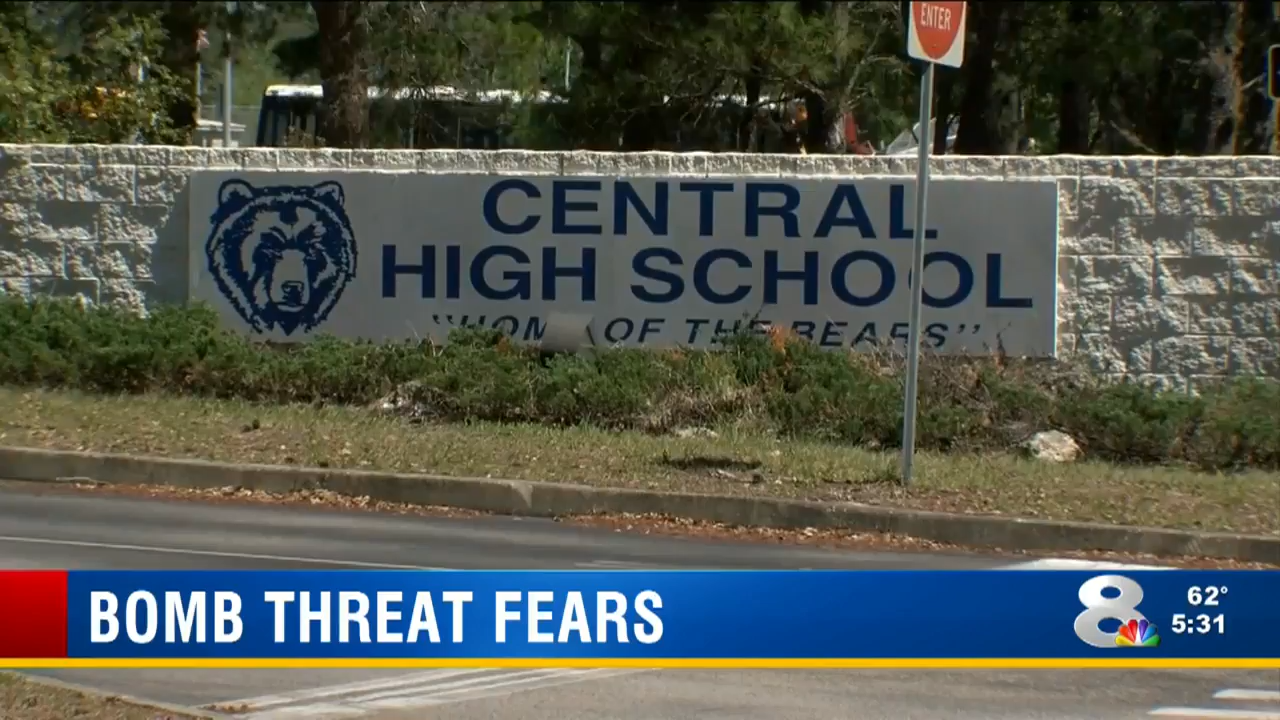 ENTER
CENTRAL
HIGH SCHOOL
"HOME OF THE BEARS"
BOMB THREAT FEARS
8
62°
5:31